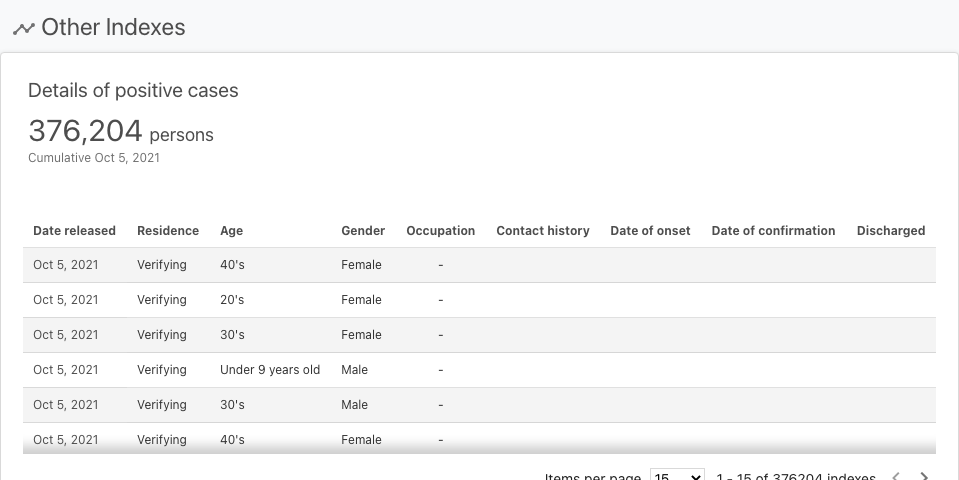 Other Indexes
Details of positive cases
376,204 persons
Cumulative Oct 5, 2021
Date released Residence Age Gender Occupation Contact history Date of onset Date of confirmation Discharged
Oct 5, 2021 Verifying 40's Female -
Oct 5, 2021 Verifying 20's Female -
Oct 5, 2021 Verifying 30's Female -
Oct 5, 2021 Verifying Under 9 years old Male -
Oct 5, 2021 Verifying 30's Male -
Oct 5, 2021 Verifying 40's Female -
Items per page 15 1 - 15 of 376204 indexes